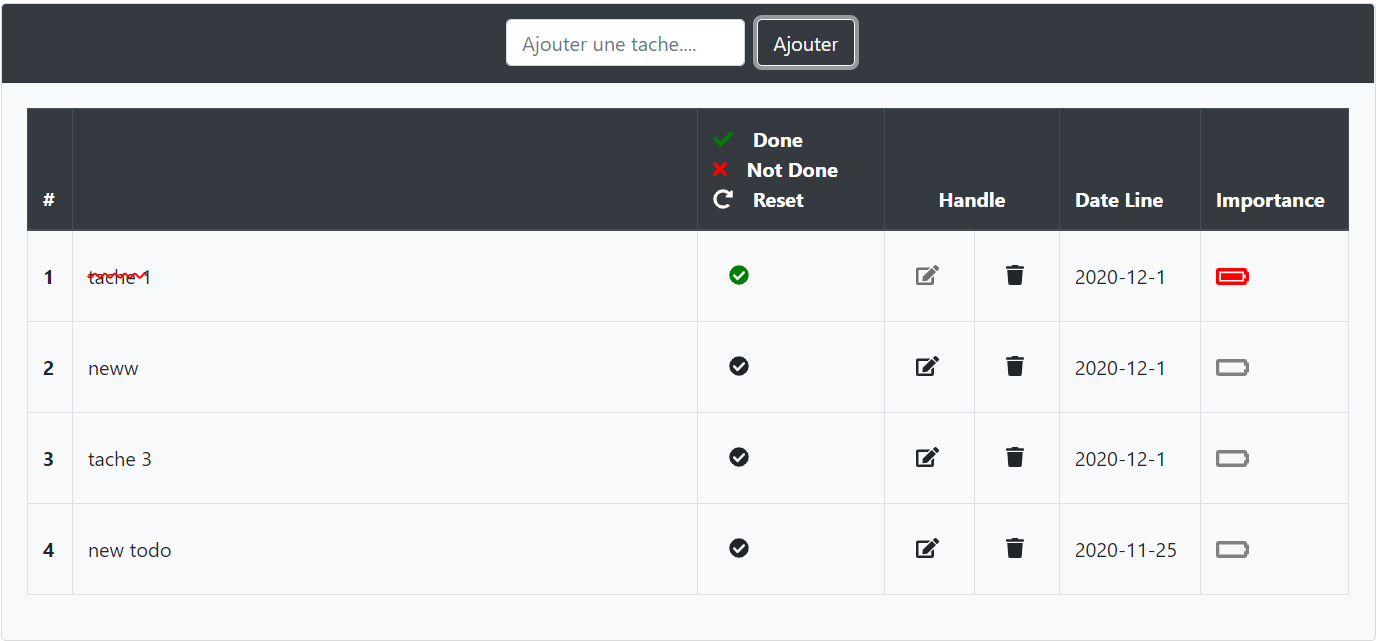 Ajouter une tache.... Ajouter
Done
Not Done
# Reset Handle Date Line Importance
1 tache 1 2020-12-1
2 neww 2020-12-1
3 tache 3 2020-12-1
4 new todo 2020-11-25